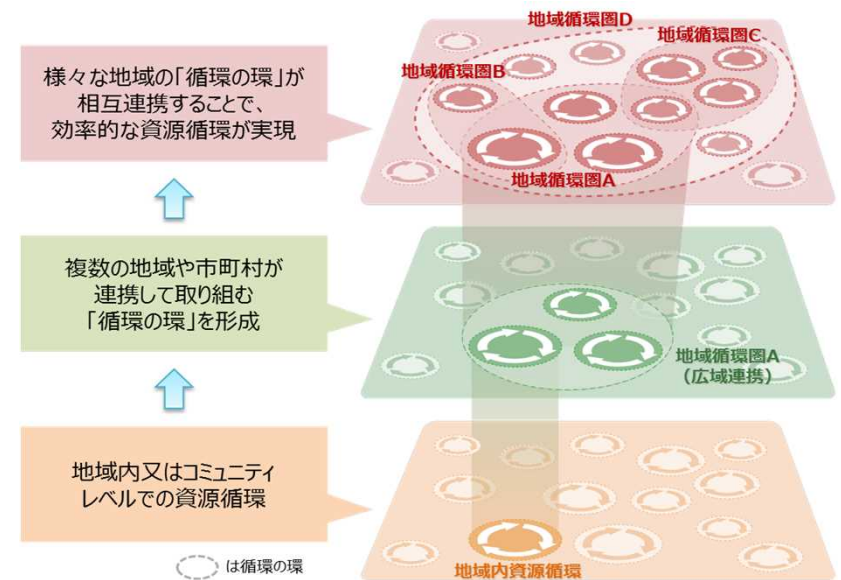 様々な地域の「循環の環」が
相互連携することで、
効率的な資源循環が実現
地域循環圏D
地域循環圏C
地域循環圏B
地域循環圏A
複数の地域や市町村が
連携して取り組む
「循環の環」を形成
地域循環圏A
（広域連携）
地域内又はコミュニティ
レベルでの資源循環
地域内資源循環
は循環の環